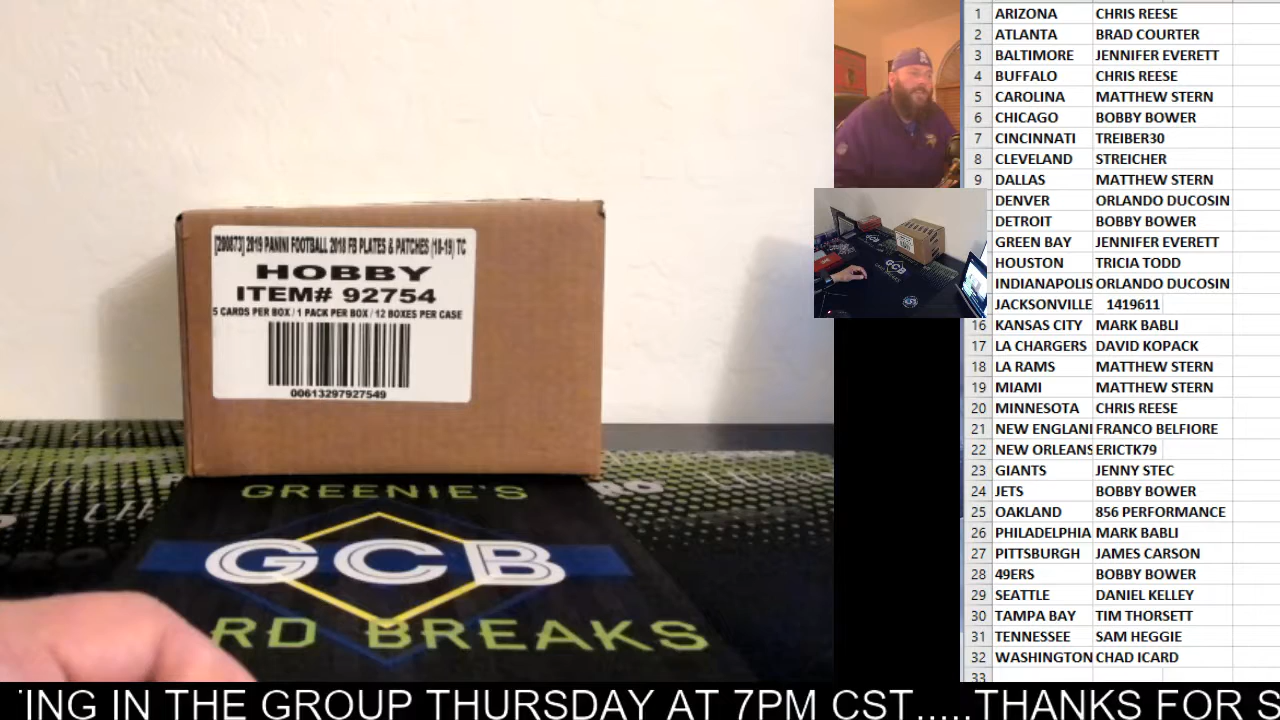 [280873] 2019 PANINI FOOTBALL 2018 FB PLATES & PATCHES (18-19) TC
HOBBY
ITEM# 92754
5 CARDS PER BOX / 1 PACK PER BOX / 12 BOXES PER CASE
00613297927549
GREENIE'S
GCB
RD BREAKS
GCB
1 ARIZONA CHRIS REESE
2 ATLANTA BRAD COURTER
3 BALTIMORE JENNIFER EVERETT
4 BUFFALO CHRIS REESE
5 CAROLINA MATTHEW STERN
6 CHICAGO BOBBY BOWER
7 CINCINNATI TREIBER30
8 CLEVELAND STREICHER
9 DALLAS MATTHEW STERN
DENVER ORLANDO DUCOSIN
DETROIT BOBBY BOWER
GREEN BAY JENNIFER EVERETT
HOUSTON TRICIA TODD
INDIANAPOLIS ORLANDO DUCOSIN
JACKSONVILLE 1419611
16 KANSAS CITY MARK BABLI
17 LA CHARGERS DAVID KOPACK
18 LA RAMS MATTHEW STERN
19 MIAMI MATTHEW STERN
20 MINNESOTA CHRIS REESE
21 NEW ENGLANI FRANCO BELFIORE
22 NEW ORLEANS ERICTK79
23 GIANTS JENNY STEC
24 JETS BOBBY BOWER
25 OAKLAND 856 PERFORMANCE
26 PHILADELPHIA MARK BABLI
27 PITTSBURGH JAMES CARSON
28 49ERS BOBBY BOWER
29 SEATTLE DANIEL KELLEY
30 TAMPA BAY TIM THORSETT
31 TENNESSEE SAM HEGGIE
32 WASHINGTON CHAD ICARD
33
ING IN THE GROUP THURSDAY AT 7PM CST.....THANKS FOR S